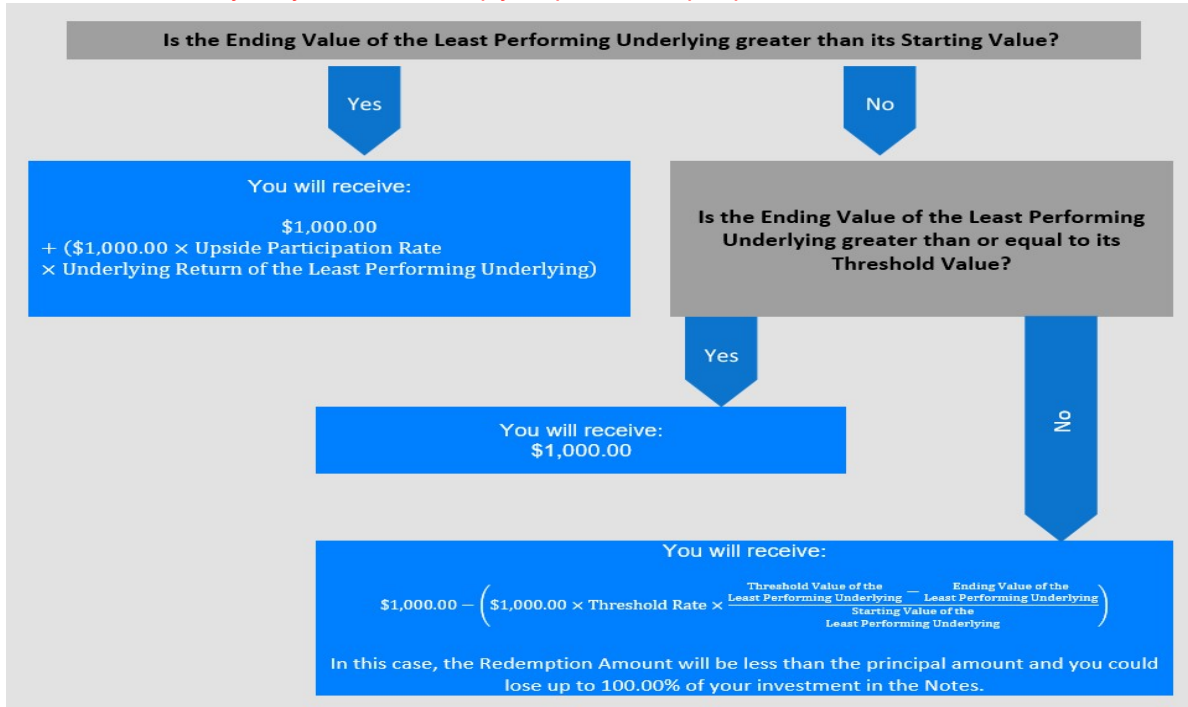 Is the Ending Value of the Least Performing Underlying greater than its Starting Value?
Yes
No
You will receive:
$1,000.00
+ ($1,000.00 × Upside Participation Rate
× Underlying Return of the Least Performing Underlying)
Is the Ending Value of the Least Performing
Underlying greater than or equal to its
Threshold Value?
Yes
No
You will receive:
$1,000.00
You will receive:
$1,000.00 − ($1,000.00 × Threshold Rate × 
Threshold Value of the
Least Performing Underlying
−
Ending Value of the
Least Performing Underlying
Starting Value of the
Least Performing Underlying
)
In this case, the Redemption Amount will be less than the principal amount and you could
lose up to 100.00% of your investment in the Notes.